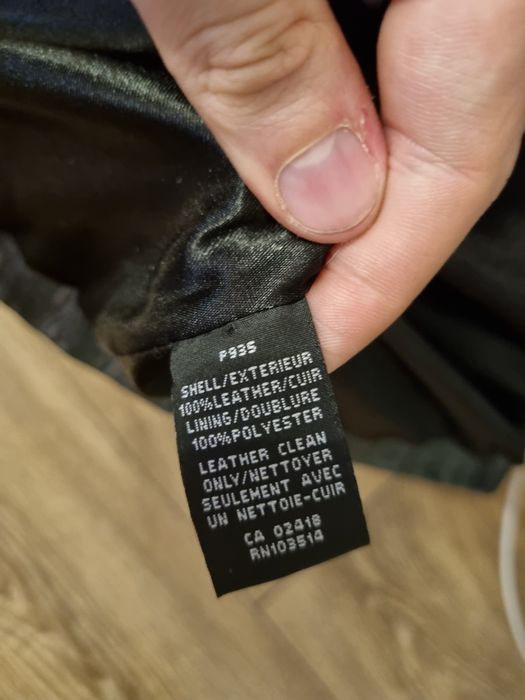 P935
SHELL/EXTERIEUR
100%LEATHER/CUIR
LINING/DOUBLURE
100%POLYESTER
LEATHER CLEAN
ONLY/NETTOYER
SEULEMENT AVEC
UN NETTOIE-CUIR
CA 02418
RN103514